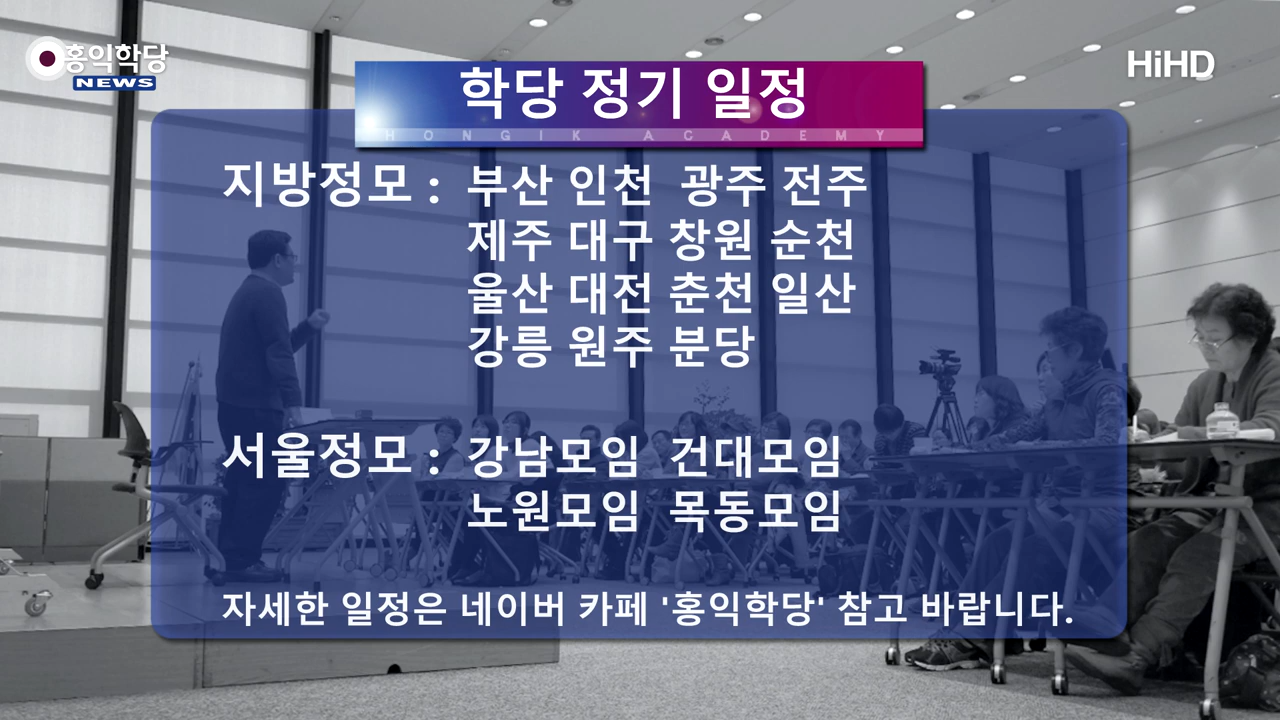 홍익학당
NEWS
HiHD
학당 정기 일정
HONGIK ACADEMY
지방정모 : 부산 인천 광주 전주
제주 대구 창원 순천
울산 대전 춘천 일산
강릉 원주 분당
서울정모 : 강남모임 건대모임
노원모임 목동모임
자세한 일정은 네이버 카페 '홍익학당' 참고 바랍니다.